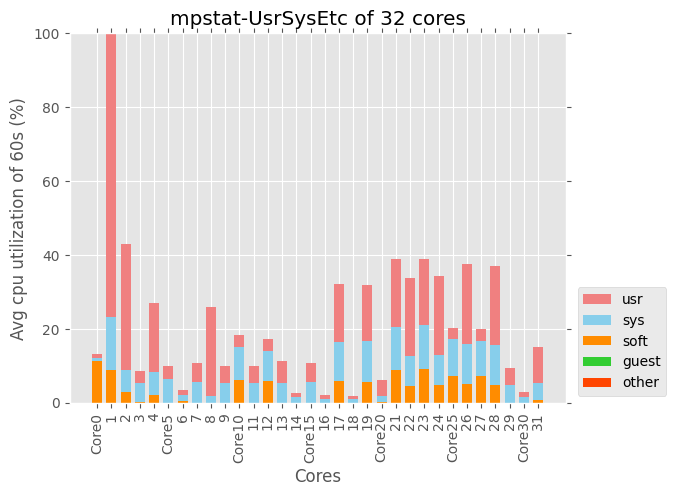 mpstat-UsrSysEtc of 32 cores
Avg cpu utilization of 60s (%)
100
80
60
40
20
0
Core0
1
2
3
4
Core5
6
7
8
9
Core10
11
12
13
14
Core15
16
17
18
19
Core20
21
22
23
24
Core25
26
27
28
29
Core30
31
Cores
usr
sys
soft
guest
other